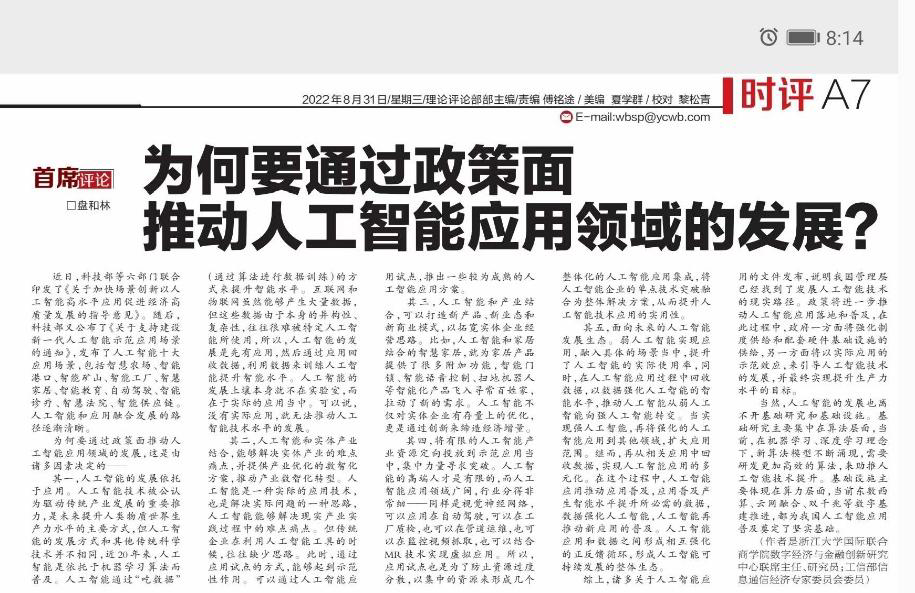 8:14
2022年8月31日/星期三/理论评论部部主编/责编 傅铭途/美编 夏学群/校对 黎松青
时评 A7
E-mail:wbsp@ycwb.com
首席评论
□盘和林
为何要通过政策面
推动人工智能应用领域的发展?
近日,科技部等六部门联合
印发了《关于加快场景创新以人
工智能高水平应用促进经济高
质量发展的指导意见》。随后,
科技部又公布了《关于支持建设
新一代人工智能示范应用场景
的通知》,发布了人工智能十大
应用场景,包括智慧农场、智能
港口、智能矿山、智能工厂、智慧
家居、智能教育、自动驾驶、智能
诊疗、智慧法院、智能供应链。
人工智能和应用融合发展的路
径逐渐清晰。
为何要通过政策面推动人
工智能应用领域的发展,这是由
诸多因素决定的——
其一,人工智能的发展依托
于应用。人工智能技术被公认
为驱动传统产业发展的重要推
力,是未来提升人类物质世界生
产力水平的主要方式,但人工智
能的发展方式和其他传统科学
技术并不相同,近20年来,人工
智能是依托于机器学习算法而
普及。人工智能通过“吃数据”
(通过算法进行数据训练)的方
式来提升智能水平。互联网和
物联网虽然能够产生大量数据,
但这些数据由于本身的异构性、
复杂性,往往很难被特定人工智
能所使用,所以,人工智能的发
展是先有应用,然后通过应用回
收数据,利用数据来训练人工智
能提升智能水平。人工智能的
发展土壤本身就不在实验室,而
在于实际的应用当中。可以说,
没有实际应用,就无法推动人工
智能技术水平的发展。
其二,人工智能和实体产业
结合,能够解决实体产业的难点
痛点,并提供产业优化的数智化
方案,推动产业数智化转型。人
工智能是一种实际的应用技术,
也是解决实际问题的一种思路,
人工智能能够解决现实产业实
践过程中的难点痛点。但传统
企业在利用人工智能工具的时
候,往往缺少思路。此时,通过
应用试点的方式,能够起到示范
性作用。可以通过人工智能应
用试点,推出一些较为成熟的人
工智能应用方案。
其三,人工智能和产业结
合,可以打造新产品、新业态和
新商业模式,以拓宽实体企业经
营思路。比如,人工智能和家居
结合的智慧家居,就为家居产品
提供了很多附加功能,智能门
锁、智能语音控制、扫地机器人
等智能化产品飞入寻常百姓家,
拉动了新的需求。人工智能不
仅对实体企业有存量上的优化,
更是通过创新来缔造经济增量。
其四,将有限的人工智能产
业资源定向投放到示范应用当
中,集中力量寻求突破。人工智
能的高端人才是有限的,而人工
智能应用领域广阔,行业分得非
常细——同样是视觉神经网络,
可以应用在自动驾驶,可以在工
厂质检,也可以在管道运维,也可
以在监控视频抓取,也可以结合
MR技术实现虚拟应用。所以,
应用试点也是为了防止资源过度
分散,以集中的资源来形成几个
整体化的人工智能应用集成,将
人工智能企业的单点技术突破融
合为整体解决方案,从而提升人
工智能技术应用的实用性。
其五,面向未来的人工智能
发展生态。弱人工智能实现应
用,融入具体的场景当中,提升
了人工智能的实际使用率,同
时,在人工智能应用过程中回收
数据,以数据强化人工智能的智
能水平,推动人工智能从弱人工
智能向强人工智能转变。当实
现强人工智能,再将强化的人工
智能应用到其他领域,扩大应用
范围。继而,再从相关应用中回
收数据,实现人工智能应用的多
元化。在这个过程中,人工智能
应用推动应用普及,应用普及产
生智能水平提升所必需的数据,
数据强化人工智能,人工智能再
推动新应用的普及。人工智能
应用和数据之间形成相互强化
的正反馈循环,形成人工智能可
持续发展的整体生态。
综上,诸多关于人工智能应
用的文件发布,说明我国管理层
已经找到了发展人工智能技术
的现实路径。政策将进一步推
动人工智能应用落地和普及,在
此过程中,政府一方面将强化制
度供给和配套硬件基础设施的
供给,另一方面将以实际应用的
示范效应,来引导人工智能技术
的发展,并最终实现提升生产力
水平的目标。
当然,人工智能的发展也离
不开基础研究和基础设施。基
础研究主要集中在算法层面,当
前,在机器学习、深度学习理念
下,新算法模型不断涌现,需要
研发更加高效的算法,来助推人
工智能技术提升。基础设施主
要体现在算力层面,当前东数西
算、云网融合、双千兆等数字基
建推进,都为我国人工智能应用
普及奠定了坚实基础。
(作者是浙江大学国际联合
商学院数字经济与金融创新研究
中心联席主任、研究员;工信部信
息通信经济专家委员会委员)